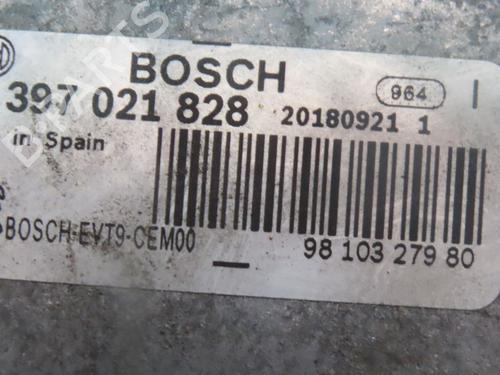 BOSCH
964
397 021 828
20180921 1
in Spain
BOSCH-EVT9-CEM00
98 103 279 80